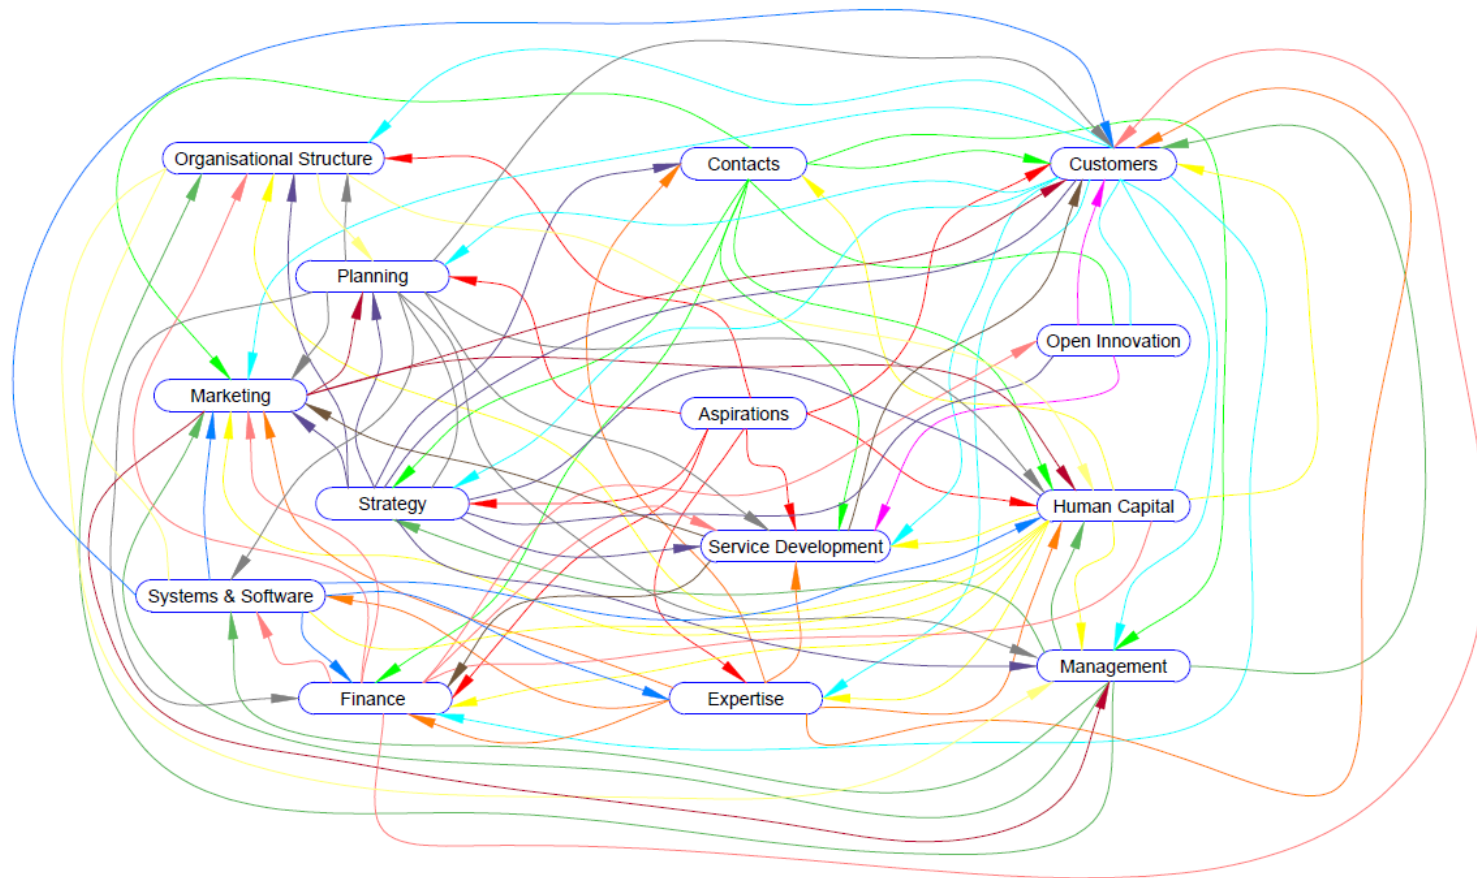 Organisational Structure
Contacts
Customers
Planning
Open Innovation
Marketing
Aspirations
Strategy
Human Capital
Service Development
Systems & Software
Management
Finance
Expertise